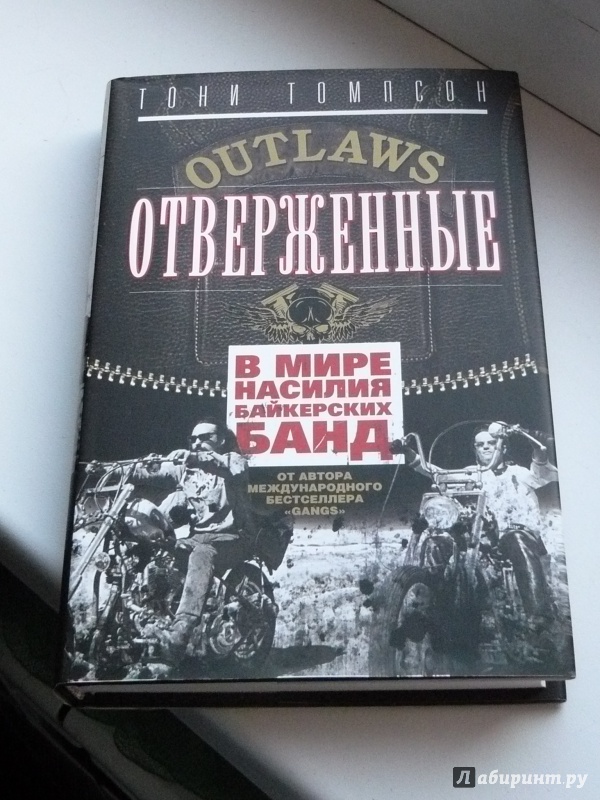 ТОНИ ТОМПСОН
OUTLAWS
ОТВЕРЖЕННЫЕ
В МИРЕ
НАСИЛИЯ
БАЙКЕРСКИХ
БАНД
ОТ АВТОРА
МЕЖДУНАРОДНОГО
БЕСТСЕЛЛЕРА
«GANGS»
Лабиринт.ру